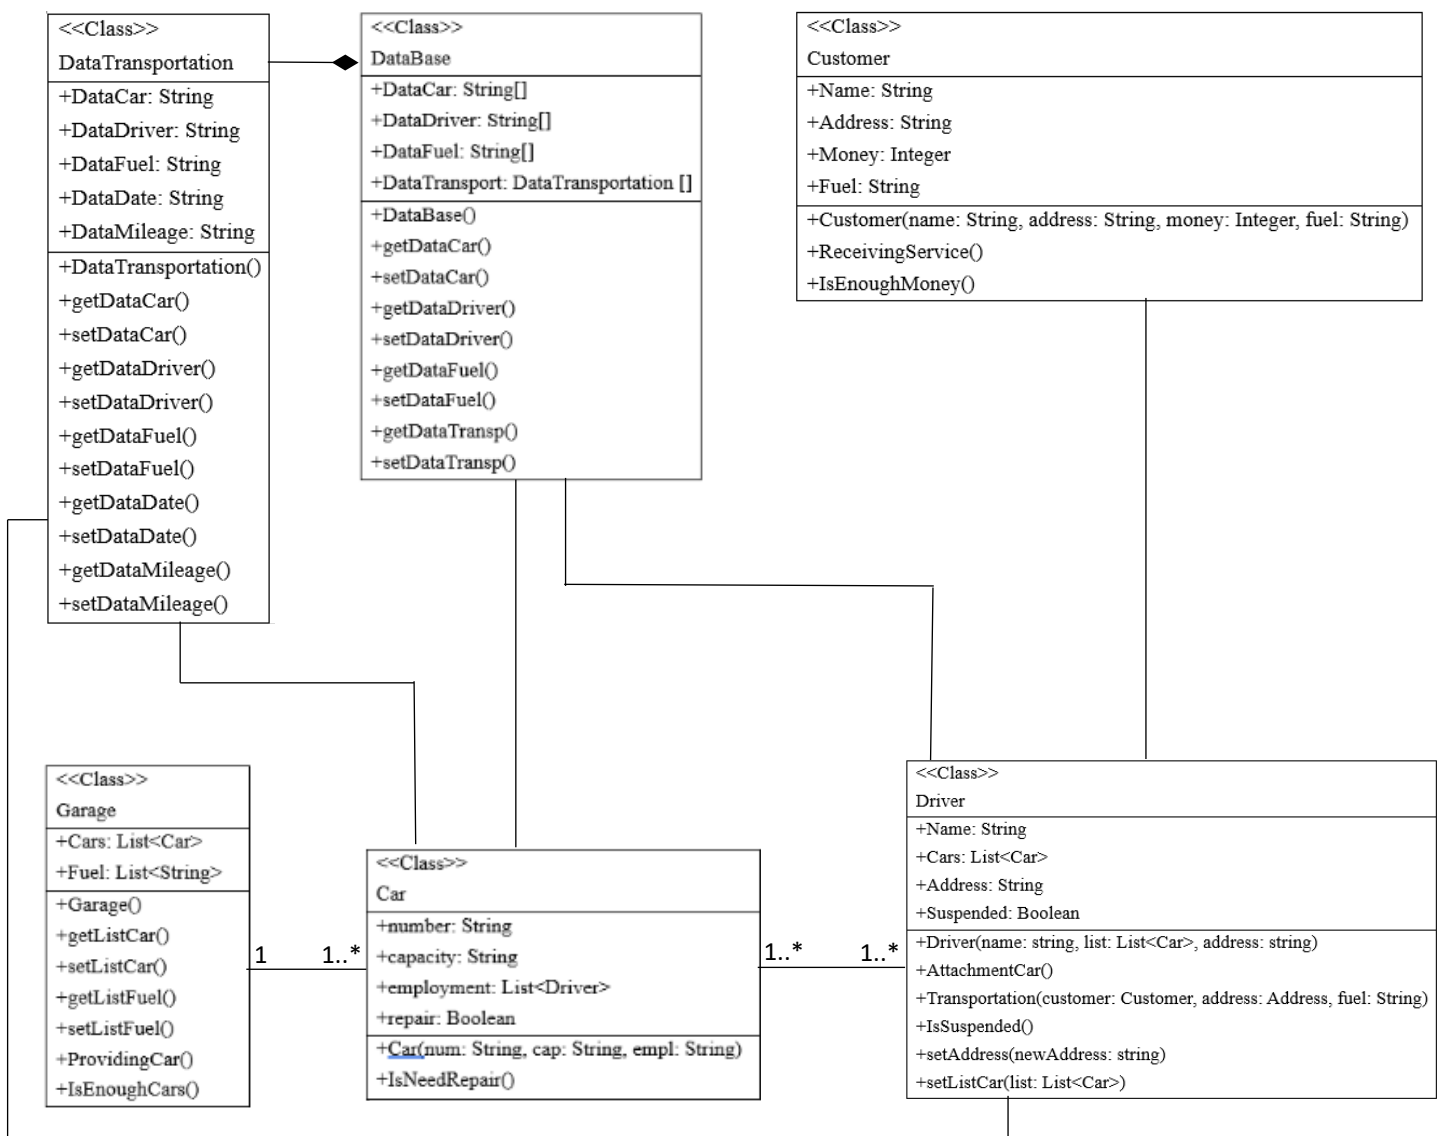 <<Class>>
DataTransportation
+DataCar: String
+DataDriver: String
+DataFuel: String
+DataDate: String
+DataMileage: String
+DataTransportation()
+getDataCar()
+setDataCar()
+getDataDriver()
+setDataDriver()
+getDataFuel()
+setDataFuel()
+getDataDate()
+setDataDate()
+getDataMileage()
+setDataMileage()
<<Class>>
DataBase
+DataCar: String[]
+DataDriver: String[]
+DataFuel: String[]
+DataTransport: DataTransportation []
+DataBase()
+getDataCar()
+setDataCar()
+getDataDriver()
+setDataDriver()
+getDataFuel()
+setDataFuel()
+getDataTransp()
+setDataTransp()
<<Class>>
Customer
+Name: String
+Address: String
+Money: Integer
+Fuel: String
+Customer(name: String, address: String, money: Integer, fuel: String)
+ReceivingService()
+IsEnoughMoney()
<<Class>>
Garage
+Cars: List<Car>
+Fuel: List<String>
+Garage()
+getListCar()
+setListCar()
+getListFuel()
+setListFuel()
+ProvidingCar()
+IsEnoughCars()
1
1..*
<<Class>>
Car
+number: String
+capacity: String
+employment: List<Driver>
+repair: Boolean
+Car(num: String, cap: String, empl: String)
+IsNeedRepair()
1..*
1..*
<<Class>>
Driver
+Name: String
+Cars: List<Car>
+Address: String
+Suspended: Boolean
+Driver(name: string, list: List<Car>, address: string)
+AttachmentCar()
+Transportation(customer: Customer, address: Address, fuel: String)
+IsSuspended()
+setAddress(newAddress: string)
+setListCar(list: List<Car>)